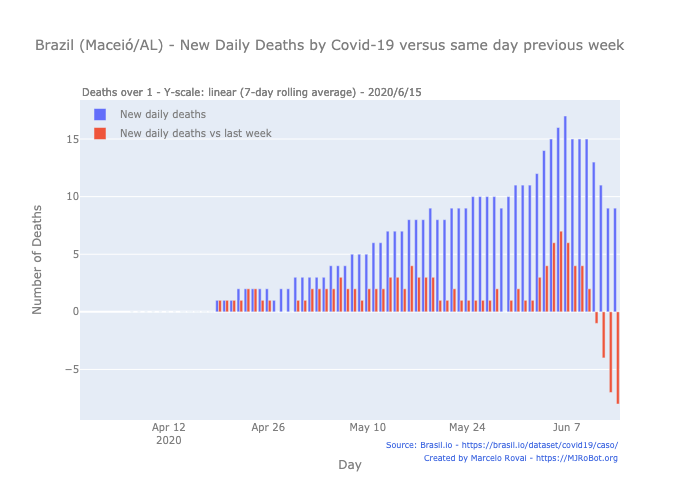 Brazil (Maceió/AL) - New Daily Deaths by Covid-19 versus same day previous week
Deaths over 1 - Y-scale: linear (7-day rolling average) - 2020/6/15
New daily deaths
New daily deaths vs last week
15
10
5
0
−5
Number of Deaths
Apr 12
2020
Apr 26
May 10
May 24
Jun 7
Day
Source: Brasil.io - https://brasil.io/dataset/covid19/caso/
Created by Marcelo Rovai - https://MJRoBot.org